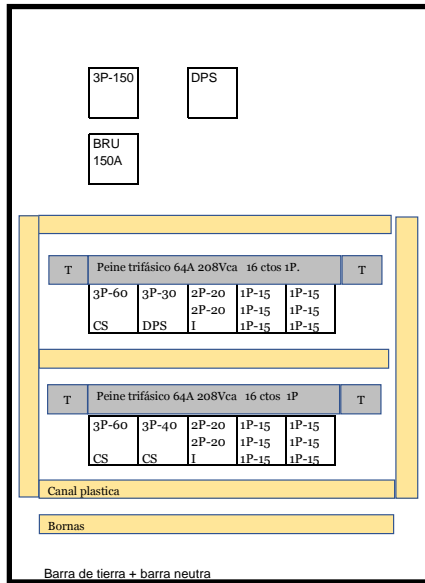 3P-150 DPS
BRU
150A
T Peine trifásico 64A 208Vca 16 ctos 1P. T
3P-60 3P-30 2P-20 1P-15 1P-15
2P-20 1P-15 1P-15
CS DPS I 1P-15 1P-15
T Peine trifásico 64A 208Vca 16 ctos 1P T
3P-60 3P-40 2P-20 1P-15 1P-15
2P-20 1P-15 1P-15
CS CS I 1P-15 1P-15
Canal plastica
Bornas
Barra de tierra + barra neutra